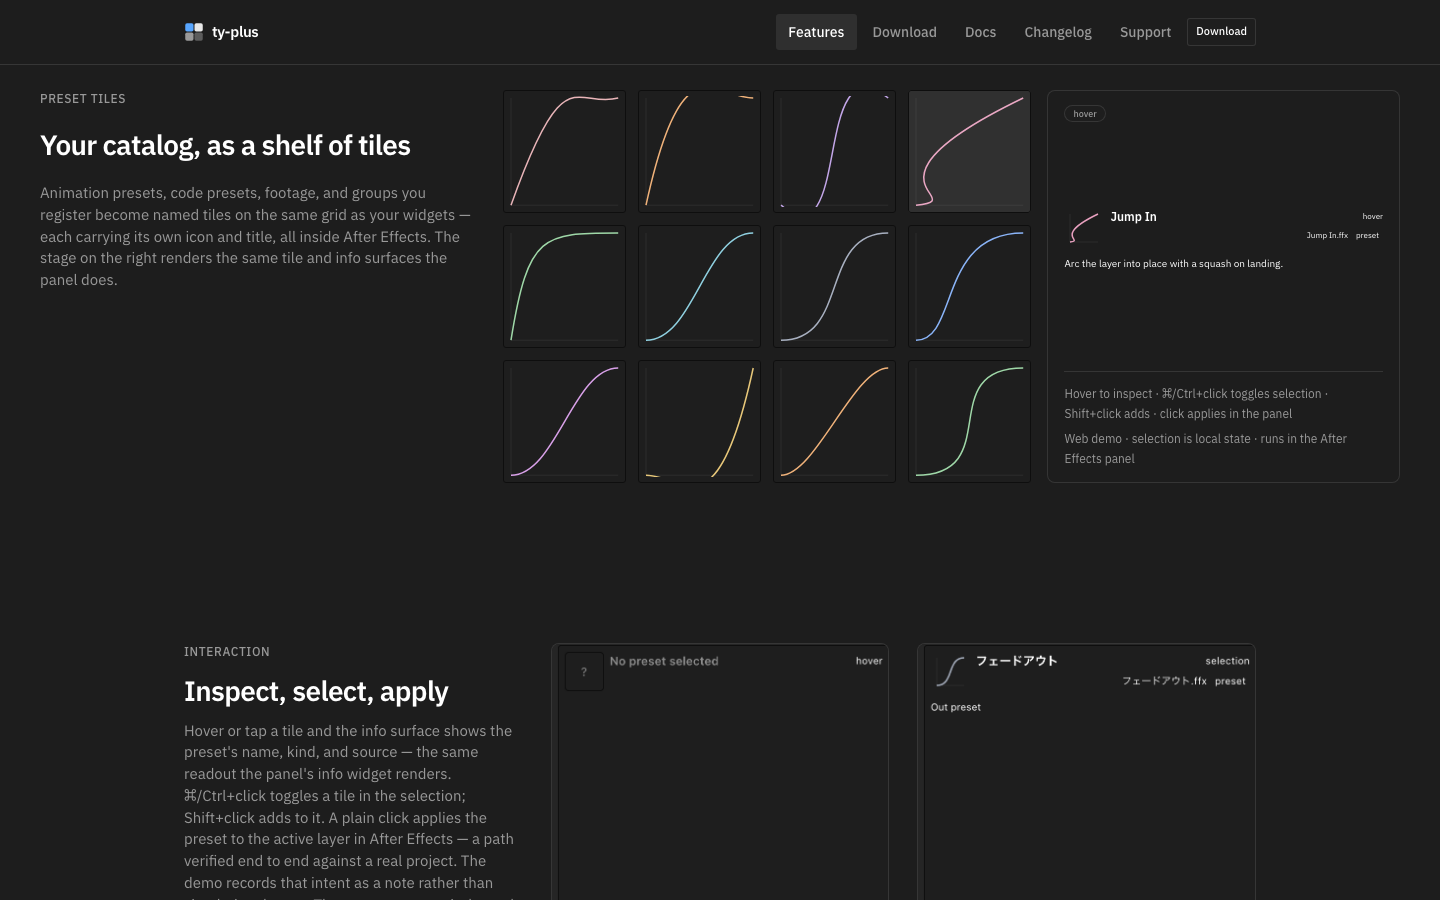 ty-plus
Features
Download
Docs
Changelog
Support
Download
PRESET TILES
Your catalog, as a shelf of tiles
Animation presets, code presets, footage, and groups you
register become named tiles on the same grid as your widgets —
each carrying its own icon and title, all inside After Effects. The
stage on the right renders the same tile and info surfaces the
panel does.
hover
Jump In
hover
Jump In.ffx preset
Arc the layer into place with a squash on landing.
Hover to inspect · ⌘/Ctrl+click toggles selection ·
Shift+click adds · click applies in the panel
Web demo · selection is local state · runs in the After
Effects panel
INTERACTION
Inspect, select, apply
Hover or tap a tile and the info surface shows the
preset's name, kind, and source — the same
readout the panel's info widget renders.
⌘/Ctrl+click toggles a tile in the selection;
Shift+click adds to it. A plain click applies the
preset to the active layer in After Effects — a path
verified end to end against a real project. The
demo records that intent as a note rather than
?
No preset selected
hover
フェードアウト
selection
フェードアウト.ffx preset
Out preset